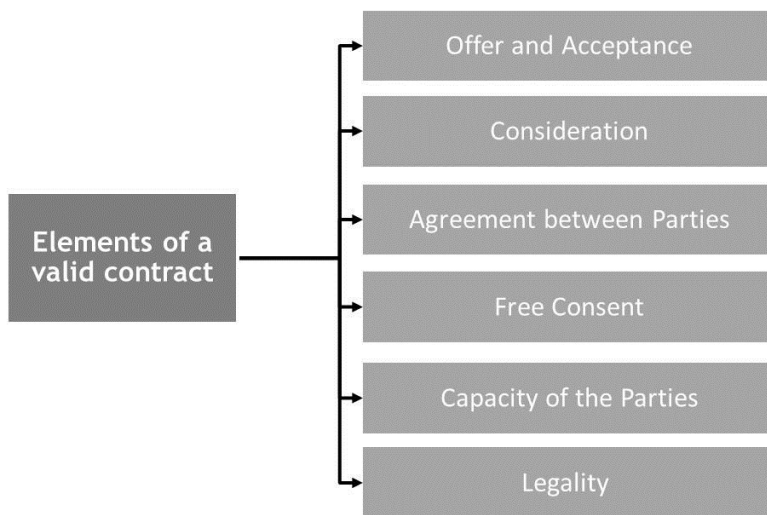 Elements of a
valid contract
Offer and Acceptance
Consideration
Agreement between Parties
Free Consent
Capacity of the Parties
Legality